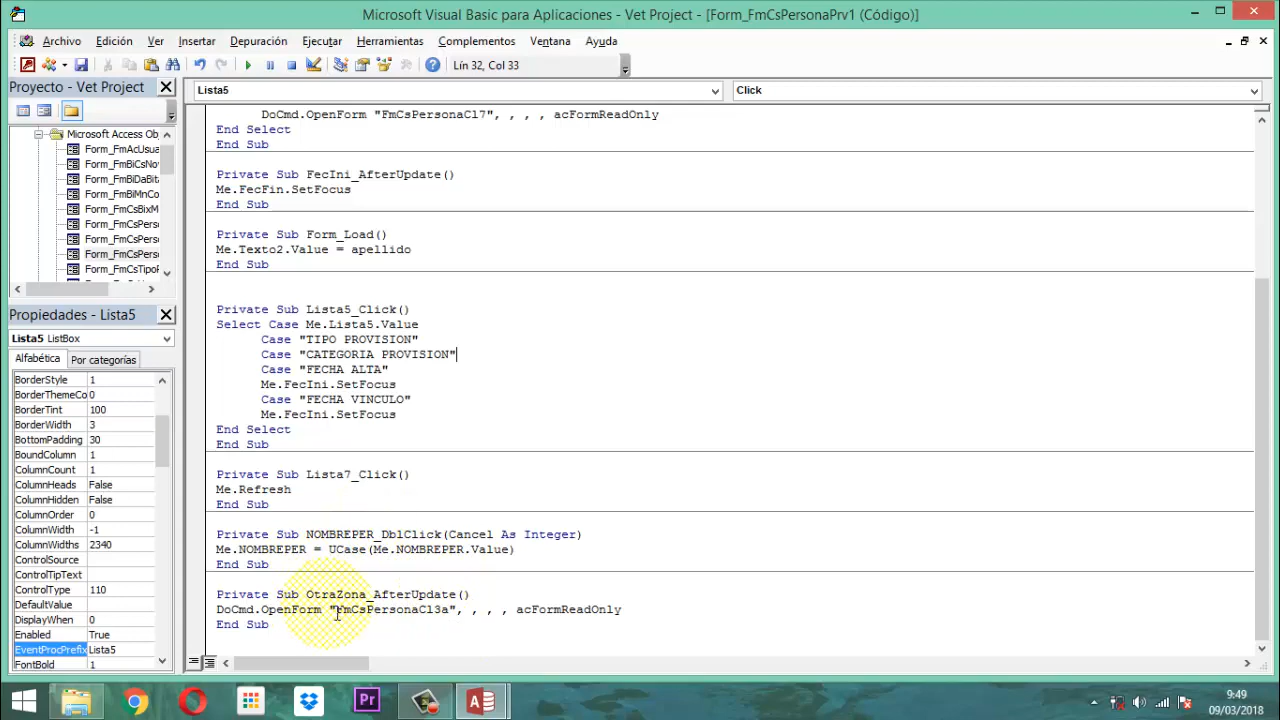 Microsoft Visual Basic para Aplicaciones - Vet Project - [Form_FmCsPersonaPrv1 (Código)]
Archivo Edición Ver Insertar Depuración Ejecutar Herramientas Complementos Ventana Ayuda
Lín 32, Col 33
Proyecto - Vet Project
Lista5
Click
Microsoft Access Obj
Form_FmAcUsua
Form_FmBiCsNo
Form_FmBiDaBit
Form_FmBiMnCo
Form_FmCsBixM
Form_FmCsPerso
Form_FmCsPerso
Form_FmCsPerso
Form_FmCsTipoP
Propiedades - Lista5
Lista5 ListBox
Alfabética Por categorías
BorderStyle 1
BorderThemeCo 0
BorderTint 100
BorderWidth 3
BottomPadding 30
BoundColumn 1
ColumnCount 1
ColumnHeads False
ColumnHidden False
ColumnOrder 0
ColumnWidth -1
ColumnWidths 2340
ControlSource
ControlTipText
ControlType 110
DefaultValue
DisplayWhen 0
Enabled True
EventProcPrefix Lista5
FontBold 1
DoCmd.OpenForm "FmCsPersonaCl7", , , , acFormReadOnly
End Select
End Sub
Private Sub FecIni_AfterUpdate()
Me.FecFin.SetFocus
End Sub
Private Sub Form_Load()
Me.Texto2.Value = apellido
End Sub
Private Sub Lista5_Click()
Select Case Me.Lista5.Value
Case "TIPO PROVISION"
Case "CATEGORIA PROVISION"
Case "FECHA ALTA"
Me.FecIni.SetFocus
Case "FECHA VINCULO"
Me.FecIni.SetFocus
End Select
End Sub
Private Sub Lista7_Click()
Me.Refresh
End Sub
Private Sub NOMBREPER_DblClick(Cancel As Integer)
Me.NOMBREPER = UCase(Me.NOMBREPER.Value)
End Sub
Private Sub OtraZona_AfterUpdate()
DoCmd.OpenForm "FmCsPersonaCl3a", , , , acFormReadOnly
End Sub
Pr
9:49
09/03/2018